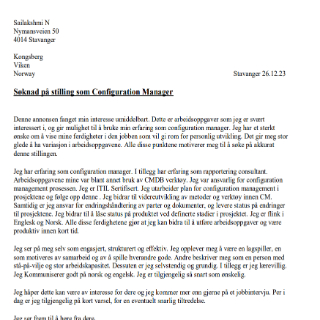 Sailakshmi N
Nymansveien 50
4014 Stavanger
Kongsberg
Viken
Norway Stavanger 26.12.23
Søknad på stilling som Configuration Manager
Denne annonsen fanget min interesse umiddelbart. Dette er arbeidsoppgaver som jeg er svært
interessert i, og gir mulighet til å bruke min erfaring som configuration manager. Jeg har et sterkt
ønske om å vise mine ferdigheter i den jobben som vil gi rom for personlig utvikling. Det gir meg stor
glede å ha variasjon i arbeidsoppgavene. Alle disse punktene motiverer meg til å søke på akkurat
denne stillingen.
Jeg har erfaring som configuration manager. I tillegg har erfaring som rapportering consultant.
Arbeidsoppgavene mine var blant annet bruk av CMDB verktøy. Jeg var ansvarlig for configuration
management prosessen. Jeg er ITIL Sertifisert. Jeg utarbeider plan for configuration management i
prosjektene og følge opp denne . Jeg bidrar til videreutvikling av metoder og verktøy innen CM.
Samtidig er jeg ansvar for endringshåndtering av parter og dokumenter, og levere status på endringer
til prosjektene. Jeg bidrar til å låse status på produktet ved definerte studier i prosjektet. Jeg er flink i
Engelsk og Norsk. Alle disse ferdighetene gjør at jeg kan bidra til å utføre arbeidsoppgaver og være
produktiv innen kort tid.
Jeg ser på meg selv som engasjert, strukturert og effektiv. Jeg opplever meg å være en lagspiller, en
som motiveres av samarbeid og av å spille hverandre gode. Andre beskriver meg som en person med
stå-på-vilje og stor arbeidskapasitet. Dessuten er jeg selvstendig og grundig. I tillegg er jeg lærevillig.
Jeg Kommuniserer godt på norsk og engelsk. Jeg er tilgjengelig så snart som ønskelig.
Jeg håper dette kan være av interesse for dere og jeg kommer mer enn gjerne på et jobbintervju. Per i
dag er jeg tilgjengelig på kort varsel, for en eventuelt snarlig tiltredelse.
Jeg ser frem til å høre fra dere.